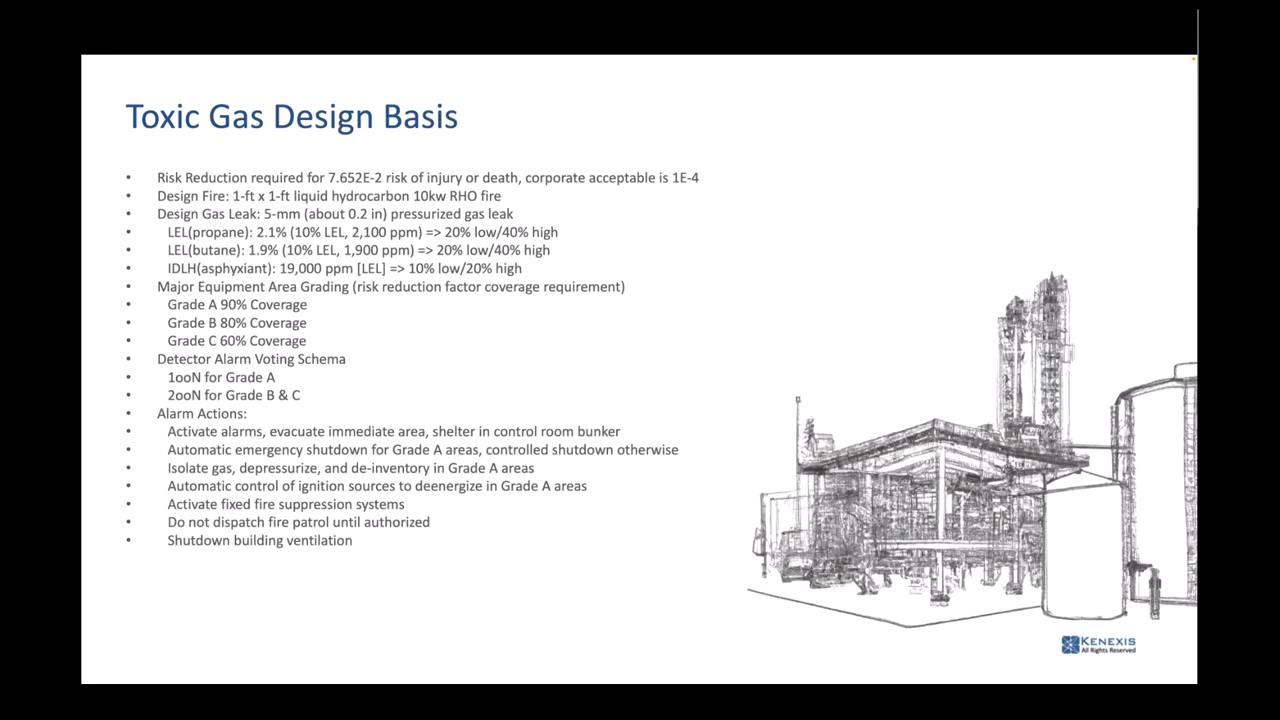 Toxic Gas Design Basis
• Risk Reduction required for 7.652E-2 risk of injury or death, corporate acceptable is 1E-4
• Design Fire: 1-ft x 1-ft liquid hydrocarbon 10kw RHO fire
• Design Gas Leak: 5-mm (about 0.2 in) pressurized gas leak
• LEL(propane): 2.1% (10% LEL, 2,100 ppm) => 20% low/40% high
• LEL(butane): 1.9% (10% LEL, 1,900 ppm) => 20% low/40% high
• IDLH(asphyxiant): 19,000 ppm [LEL] => 10% low/20% high
• Major Equipment Area Grading (risk reduction factor coverage requirement)
• Grade A 90% Coverage
• Grade B 80% Coverage
• Grade C 60% Coverage
• Detector Alarm Voting Schema
• 1ooN for Grade A
• 2ooN for Grade B & C
• Alarm Actions:
• Activate alarms, evacuate immediate area, shelter in control room bunker
• Automatic emergency shutdown for Grade A areas, controlled shutdown otherwise
• Isolate gas, depressurize, and de-inventory in Grade A areas
• Automatic control of ignition sources to deenergize in Grade A areas
• Activate fixed fire suppression systems
• Do not dispatch fire patrol until authorized
• Shutdown building ventilation
KENEXIS
All Rights Reserved